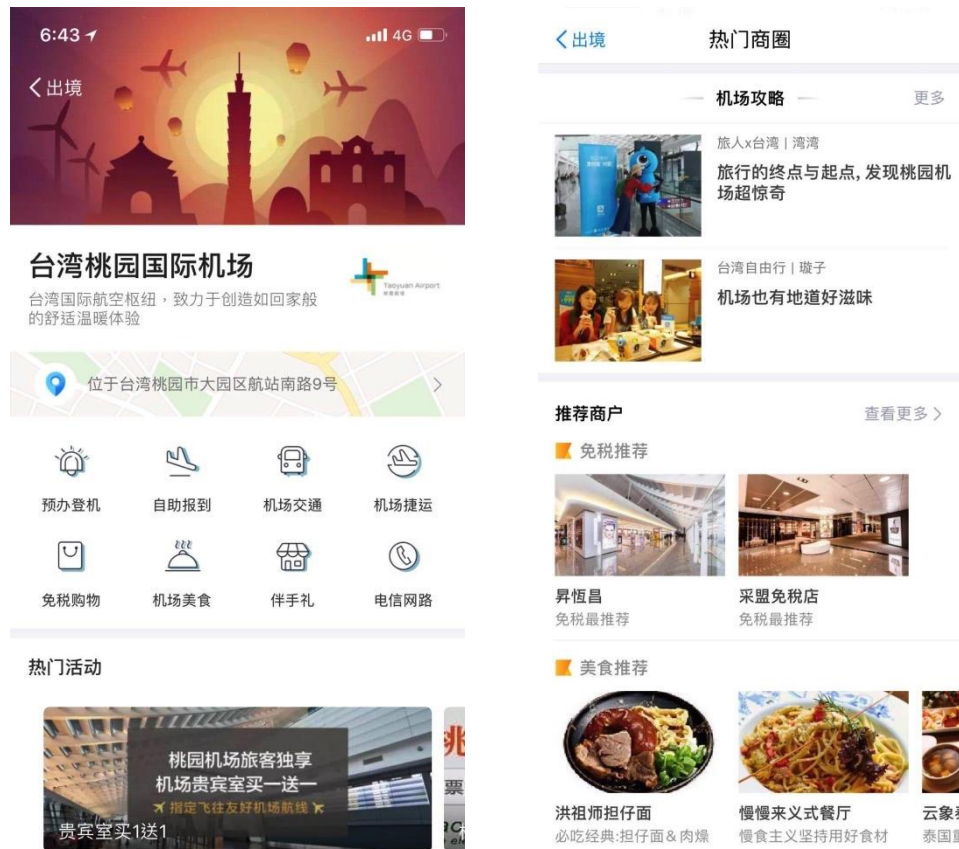 6:43
4G
出境
台湾桃园国际机场
台湾国际航空枢纽，致力于创造如回家般
的舒适温暖体验
Taoyuan Airport
位于台湾桃园市大园区航站南路9号
预办登机
自助报到
机场交通
机场捷运
免税购物
机场美食
伴手礼
电信网路
热门活动
桃园机场旅客独享
机场贵宾室买一送一
指定飞往友好机场航线
贵宾室买1送1
票
出境
热门商圈
机场攻略
更多
旅人x台湾 | 湾湾
旅行的终点与起点, 发现桃园机
场超惊奇
台湾自由行 | 璇子
机场也有地道好滋味
推荐商户
查看更多
免税推荐
昇恆昌
免税最推荐
采盟免稅店
免税最推荐
美食推荐
洪祖师担仔面
必吃经典:担仔面&肉燥
慢慢来义式餐厅
慢食主义坚持用好食材
云象